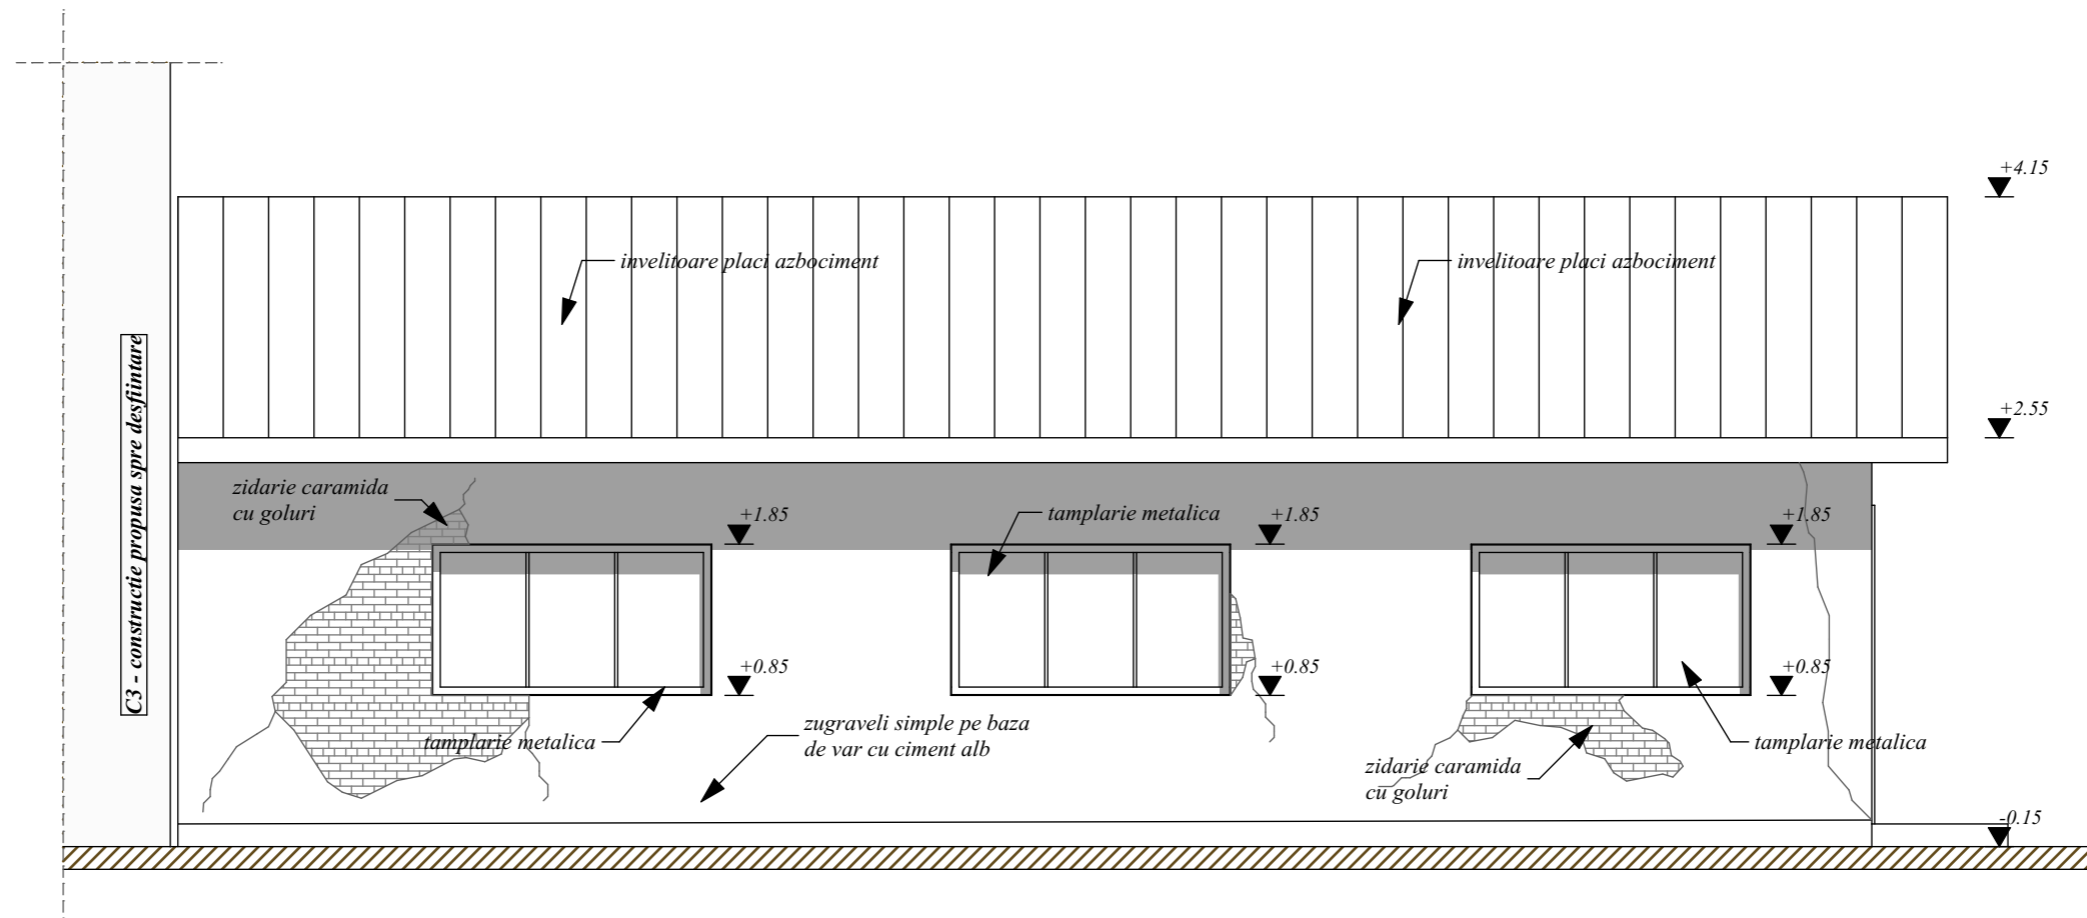 +4.15
invelitoare placi azbociment
invelitoare placi azbociment
+2.55
C3 - constructie propusa spre desfiintare
zidarie caramida
cu goluri
+1.85
tamplarie metalica
+1.85
+1.85
+0.85
+0.85
+0.85
tamplarie metalica
zugraveli simple pe baza
de var cu ciment alb
tamplarie metalica
zidarie caramida
cu goluri
-0.15